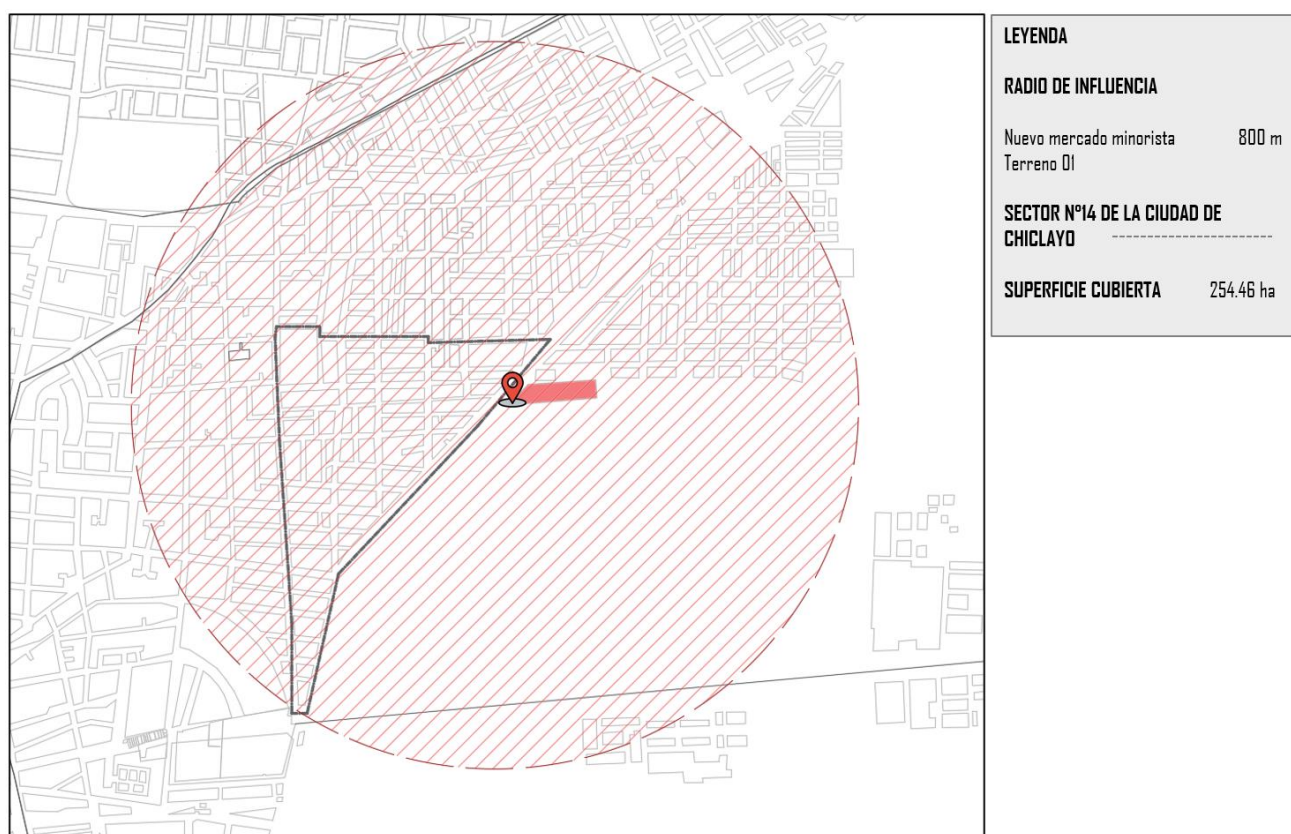 LEYENDA
RADIO DE INFLUENCIA
Nuevo mercado minorista 800 m
Terreno 01
SECTOR N°14 DE LA CIUDAD DE
CHICLAYO
SUPERFICIE CUBIERTA 254.46 ha